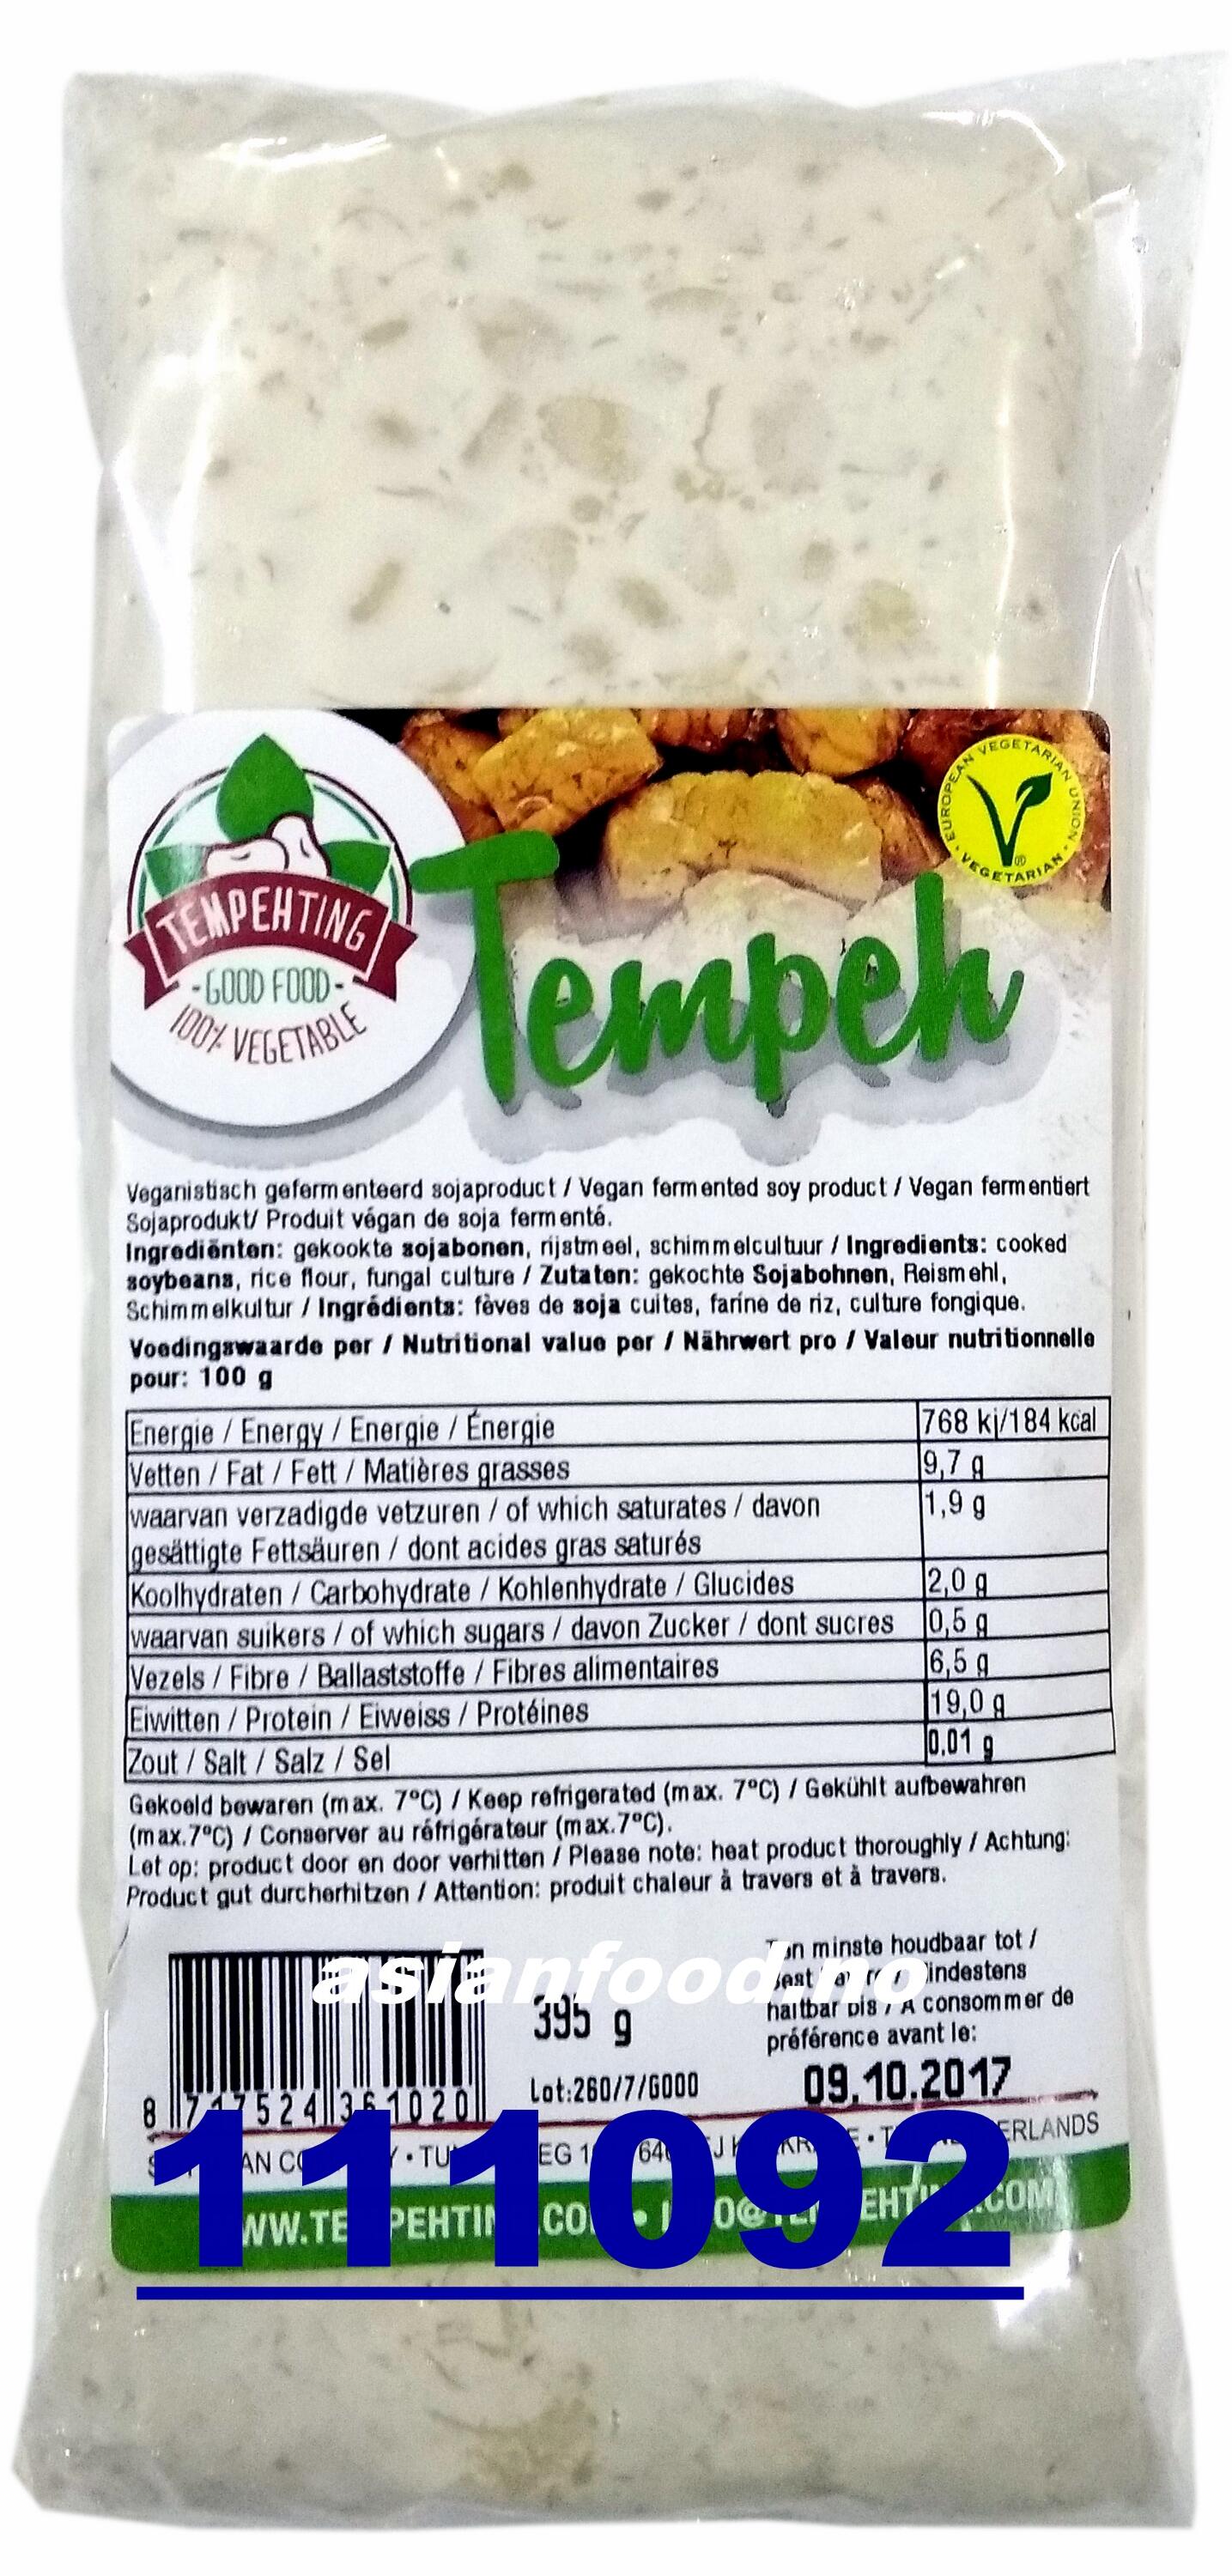 EUROPEAN VEGETARIAN UNION
VEGETARIAN
TEMPEHTING
-GOOD FOOD-
100% VEGETABLE
Tempeh
Veganistisch gefermenteerd sojaproduct / Vegan fermented soy product / Vegan fermentiert
Sojaprodukt/ Produit végan de soja fermenté.
Ingrediënten: gekookte sojabonen, rijstmeel, schimmelcultuur / Ingredients: cooked
soybeans, rice flour, fungal culture / Zutaten: gekochte Sojabohnen, Reismehl,
Schimmelkultur / Ingrédients: fèves de soja cuites, farine de riz, culture fongique.
Voedingswaarde per / Nutritional value per / Nährwert pro / Valeur nutritionnelle
pour: 100 g
Energie / Energy / Energie / Énergie 768 kj/184 kcal
Vetten / Fat / Fett / Matières grasses 9,7 g
waarvan verzadigde vetzuren / of which saturates / davon 1,9 g
gesättigte Fettsäuren / dont acides gras saturés
Koolhydraten / Carbohydrate / Kohlenhydrate / Glucides 2,0 g
waarvan suikers / of which sugars / davon Zucker / dont sucres 0,5 g
Vezels / Fibre / Ballaststoffe / Fibres alimentaires 6,5 g
Eiwitten / Protein / Eiweiss / Protéines 19,0 g
Zout / Salt / Salz / Sel 0.01 g
Gekoeld bewaren (max. 7°C) / Keep refrigerated (max. 7°C) / Gekühlt aufbewahren
(max.7°C) / Conserver au réfrigérateur (max.7°C).
Let op: product door en door verhitten / Please note: heat product thoroughly / Achtung:
Product gut durcherhitzen / Attention: produit chaleur à travers et à travers.
asianfood.no
minste houdbaar tot /
haltbar bis / A consommer de
préférence avant le:
395 g
Lot:260/7/G000
09.10.2017
8 717524 361020
111092